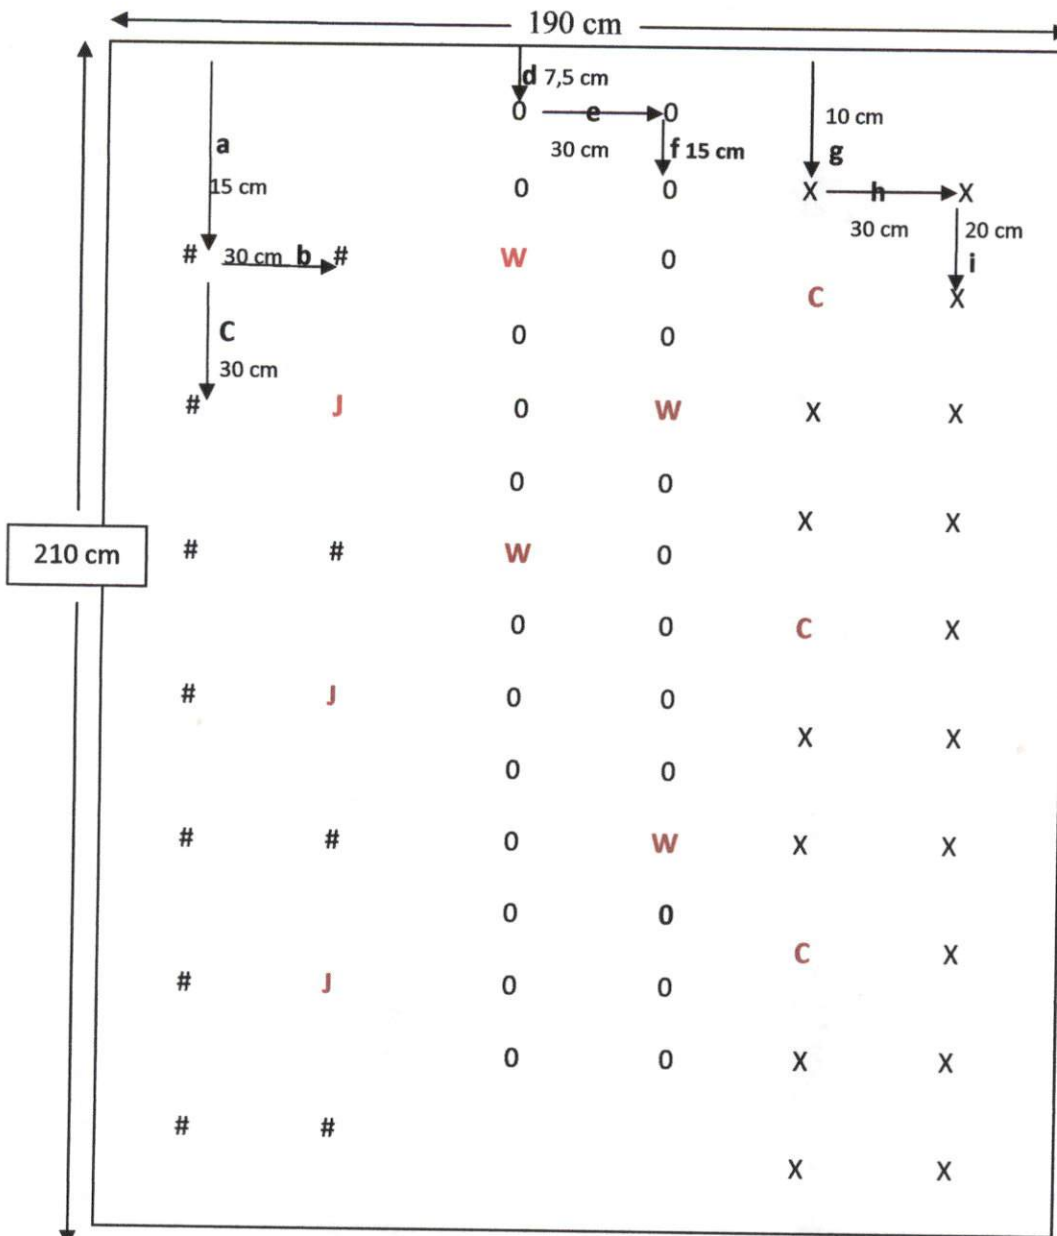 190 cm
d 7,5 cm
0 e 0
10 cm
a
30 cm f 15 cm
g
15 cm
0 0 X h X
30 cm 20 cm
# 30 cm b # W 0
i
C X
C
0 0
30 cm
# J 0 W X X
0 0
X X
210 cm
# # W 0
0 0 C X
# J 0 0
X X
0 0
# # 0 W X X
0 0
C X
# J 0 0
0 0 X X
# #
X X